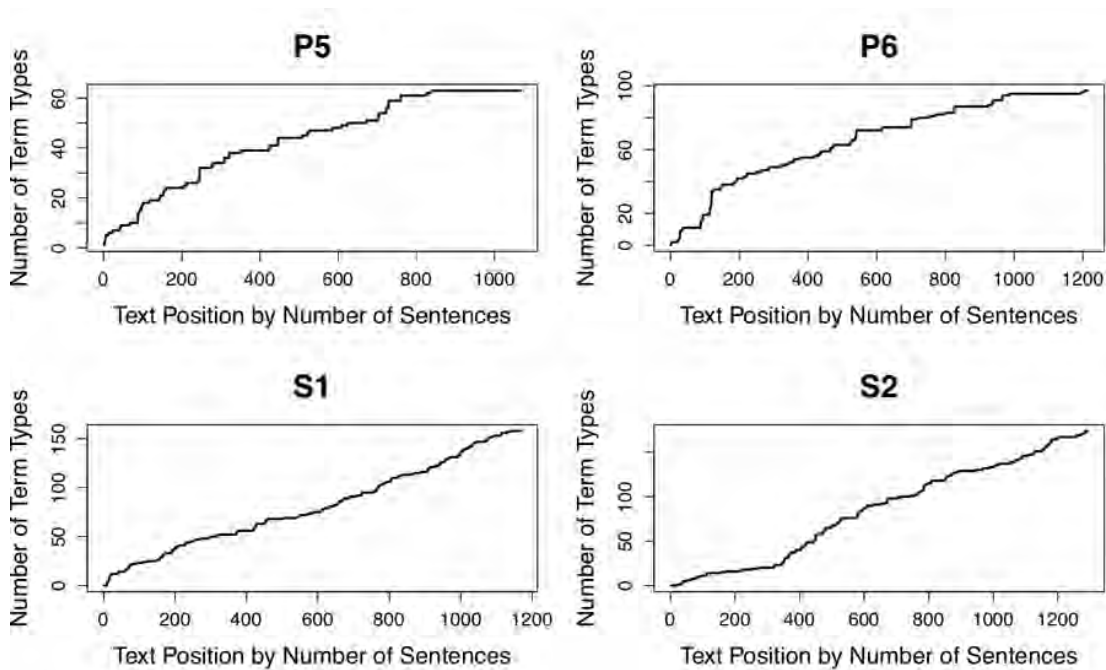 P5
Number of Term Types
0 20 40 60
0 200 400 600 800 1000
Text Position by Number of Sentences
P6
Number of Term Types
0 20 60 100
0 200 400 600 800 1000 1200
Text Position by Number of Sentences
S1
Number of Term Types
0 50 100 150
0 200 400 600 800 1000 1200
Text Position by Number of Sentences
S2
Number of Term Types
0 50 100
0 200 400 600 800 1000 1200
Text Position by Number of Sentences